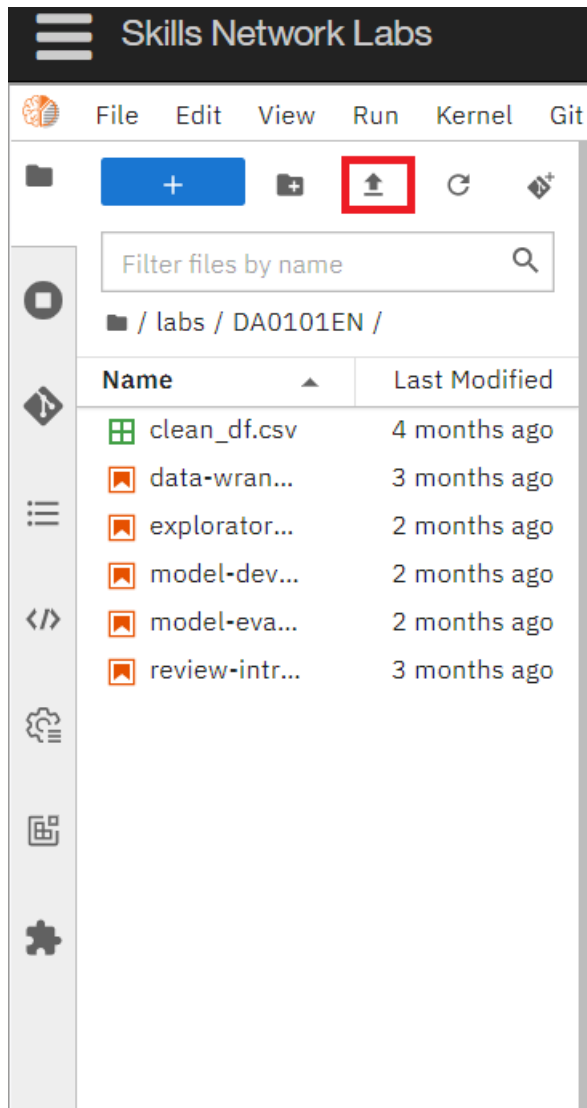 Skills Network Labs
File Edit View Run Kernel Git
Filter files by name
/ labs / DA0101EN /
Name Last Modified
clean_df.csv 4 months ago
data-wran... 3 months ago
explorator... 2 months ago
model-dev... 2 months ago
model-eva... 2 months ago
review-intr... 3 months ago